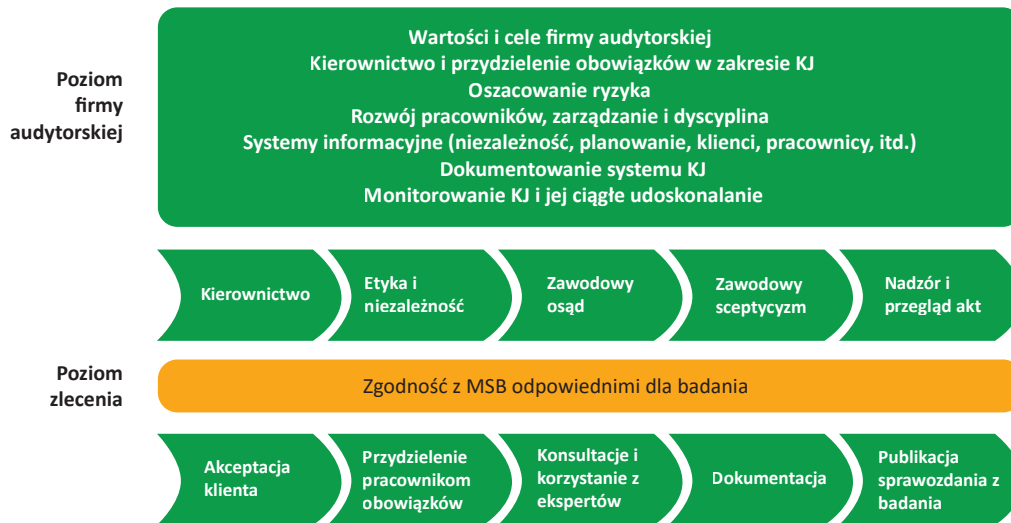 Poziom
firmy
audytorskiej
Wartości i cele firmy audytorskiej
Kierownictwo i przydzielenie obowiązków w zakresie KJ
Oszacowanie ryzyka
Rozwój pracowników, zarządzanie i dyscyplina
Systemy informacyjne (niezależność, planowanie, klienci, pracownicy, itd.)
Dokumentowanie systemu KJ
Monitorowanie KJ i jej ciągłe udoskonalanie
Kierownictwo
Etyka i
niezależność
Zawodowy
osąd
Zawodowy
sceptycyzm
Nadzór i
przegląd akt
Poziom
zlecenia
Zgodność z MSB odpowiednimi dla badania
Akceptacja
klienta
Przydzielenie
pracownikom
obowiązków
Konsultacje i
korzystanie z
ekspertów
Dokumentacja
Publikacja
sprawozdania z
badania